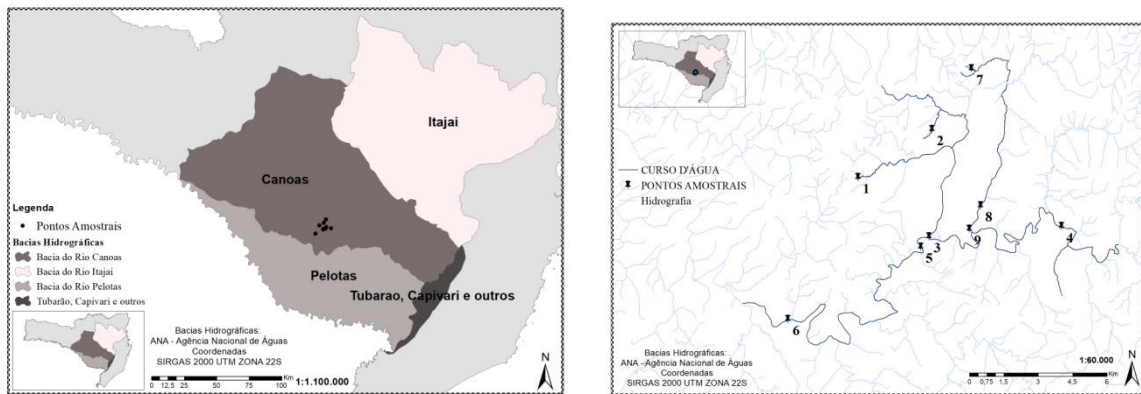 Itajai
Canoas
Pelotas
Tubarao, Capivari e outros
Legenda
Pontos Amostrais
Bacias Hidrográficas
Bacia do Rio Canoas
Bacia do Rio Itajai
Bacia do Rio Pelotas
Tubarão, Capivari e outros
Bacias Hidrográficas:
ANA - Agência Nacional de Águas
Coordenadas
SIRGAS 2000 UTM ZONA 22S
Km
0 12,5 25 50 75 100
1:1.100.000
N
7
2
1
CURSO D'ÁGUA
PONTOS AMOSTRAIS
Hidrografia
8
4
9
3
5
6
Bacias Hidrográficas:
ANA - Agência Nacional de Águas
Coordenadas
SIRGAS 2000 UTM ZONA 22S
1:60.000
Km
0 0,75 1,5 3 4,5 6
N